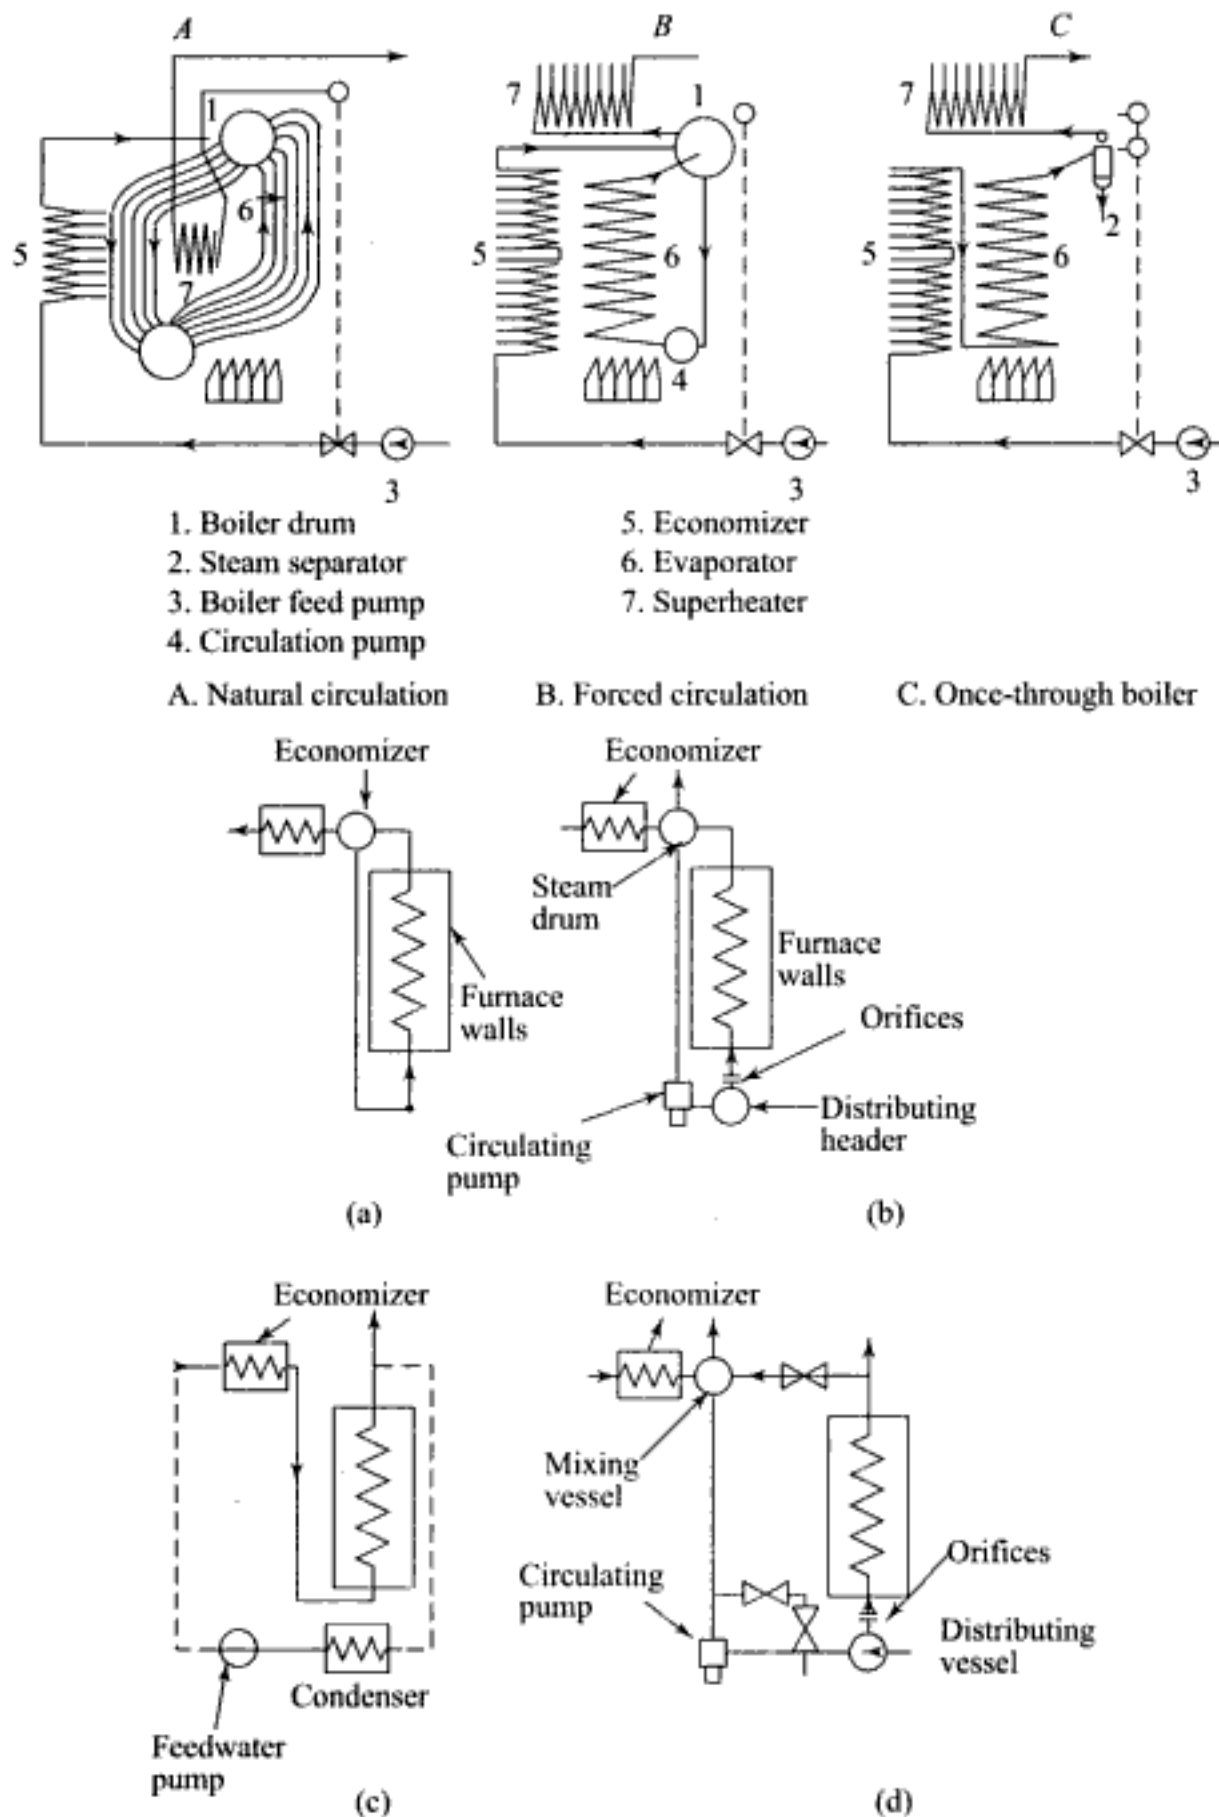 A B C
7 7
1 1
6
5 5 6 5 6 2
7
4
3 3 3
1. Boiler drum 5. Economizer
2. Steam separator 6. Evaporator
3. Boiler feed pump 7. Superheater
4. Circulation pump
A. Natural circulation B. Forced circulation C. Once-through boiler
Economizer Economizer
Steam
drum
Furnace
walls
Furnace
walls
Orifices
Circulating
pump
Distributing
header
(a) (b)
Economizer Economizer
Mixing
vessel
Circulating
pump
Orifices
Distributing
vessel
Condenser
Feedwater
pump
(c) (d)